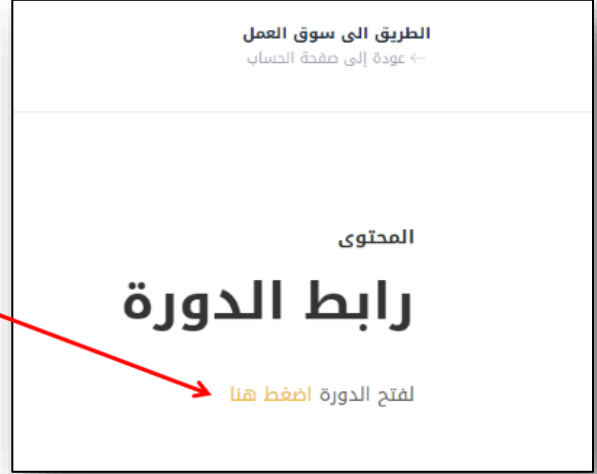 الطريق الى سوق العمل
← عودة إلى صفحة الحساب
المحتوى
رابط الدورة
لفتح الدورة اضغط هنا